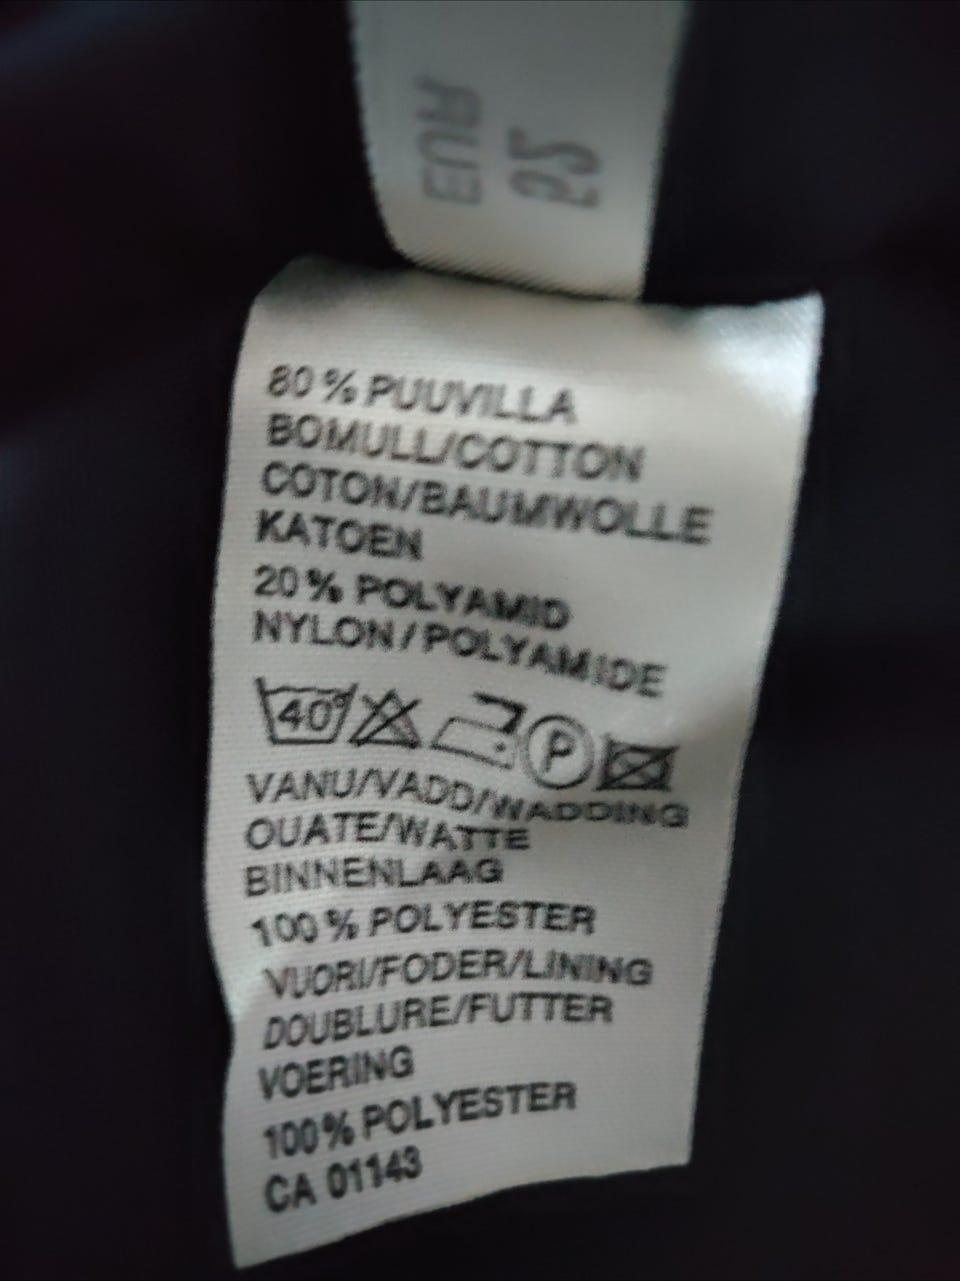 EUR
80 % PUUVILLA
BOMULL/COTTON
COTON/BAUMWOLLE
KATOEN
20 % POLYAMID
NYLON/POLYAMIDE
40° P
VANU/VADD/WADDING
OUATE/WATTE
BINNENLAAG
100 % POLYESTER
VUORI/FODER/LINING
DOUBLURE/FUTTER
VOERING
100% POLYESTER
CA 01143